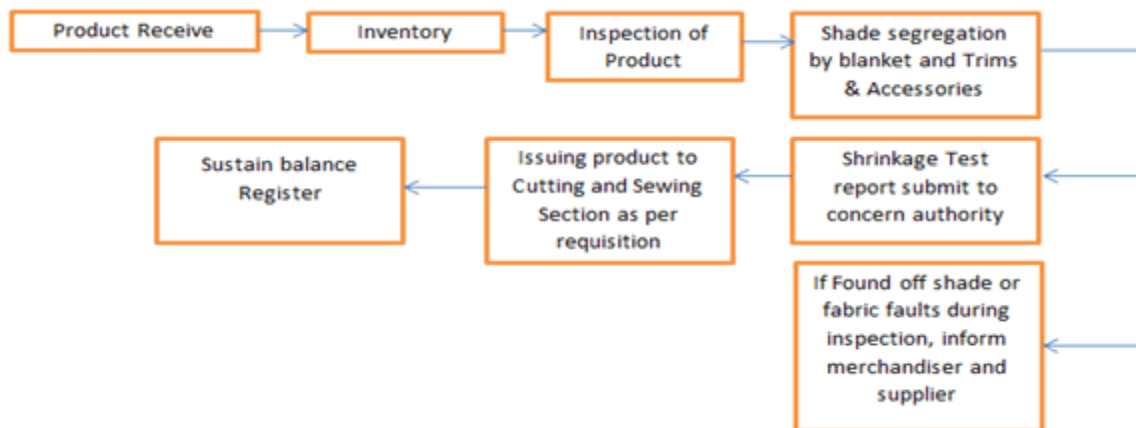 Product Receive
Inventory
Inspection of
Product
Shade segregation
by blanket and Trims
& Accessories
Shrinkage Test
report submit to
concern authority
Issuing product to
Cutting and Sewing
Section as per
requisition
Sustain balance
Register
If Found off shade or
fabric faults during
inspection, inform
merchandiser and
supplier